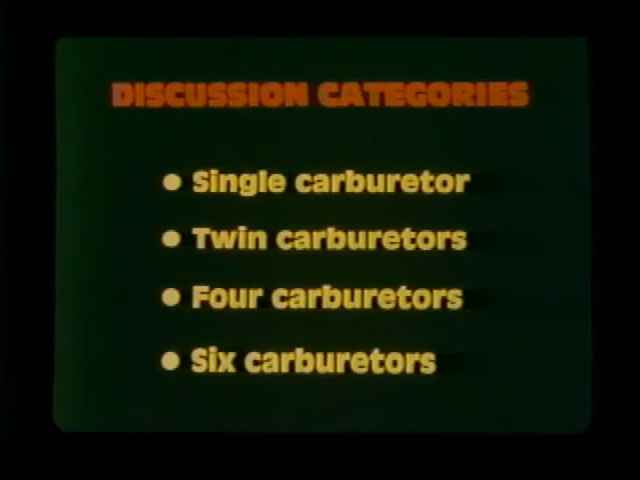 DISCUSSION CATEGORIES
● Single carburetor
● Twin carburetors
● Four carburetors
● Six carburetors